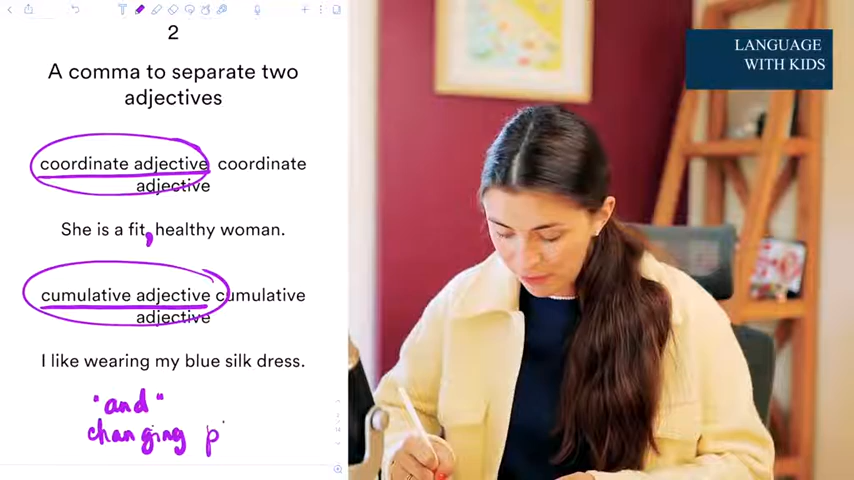 2
A comma to separate two
adjectives
coordinate adjective, coordinate
adjective
She is a fit, healthy woman.
cumulative adjective cumulative
adjective
I like wearing my blue silk dress.
"and"
changing p
LANGUAGE
WITH KIDS